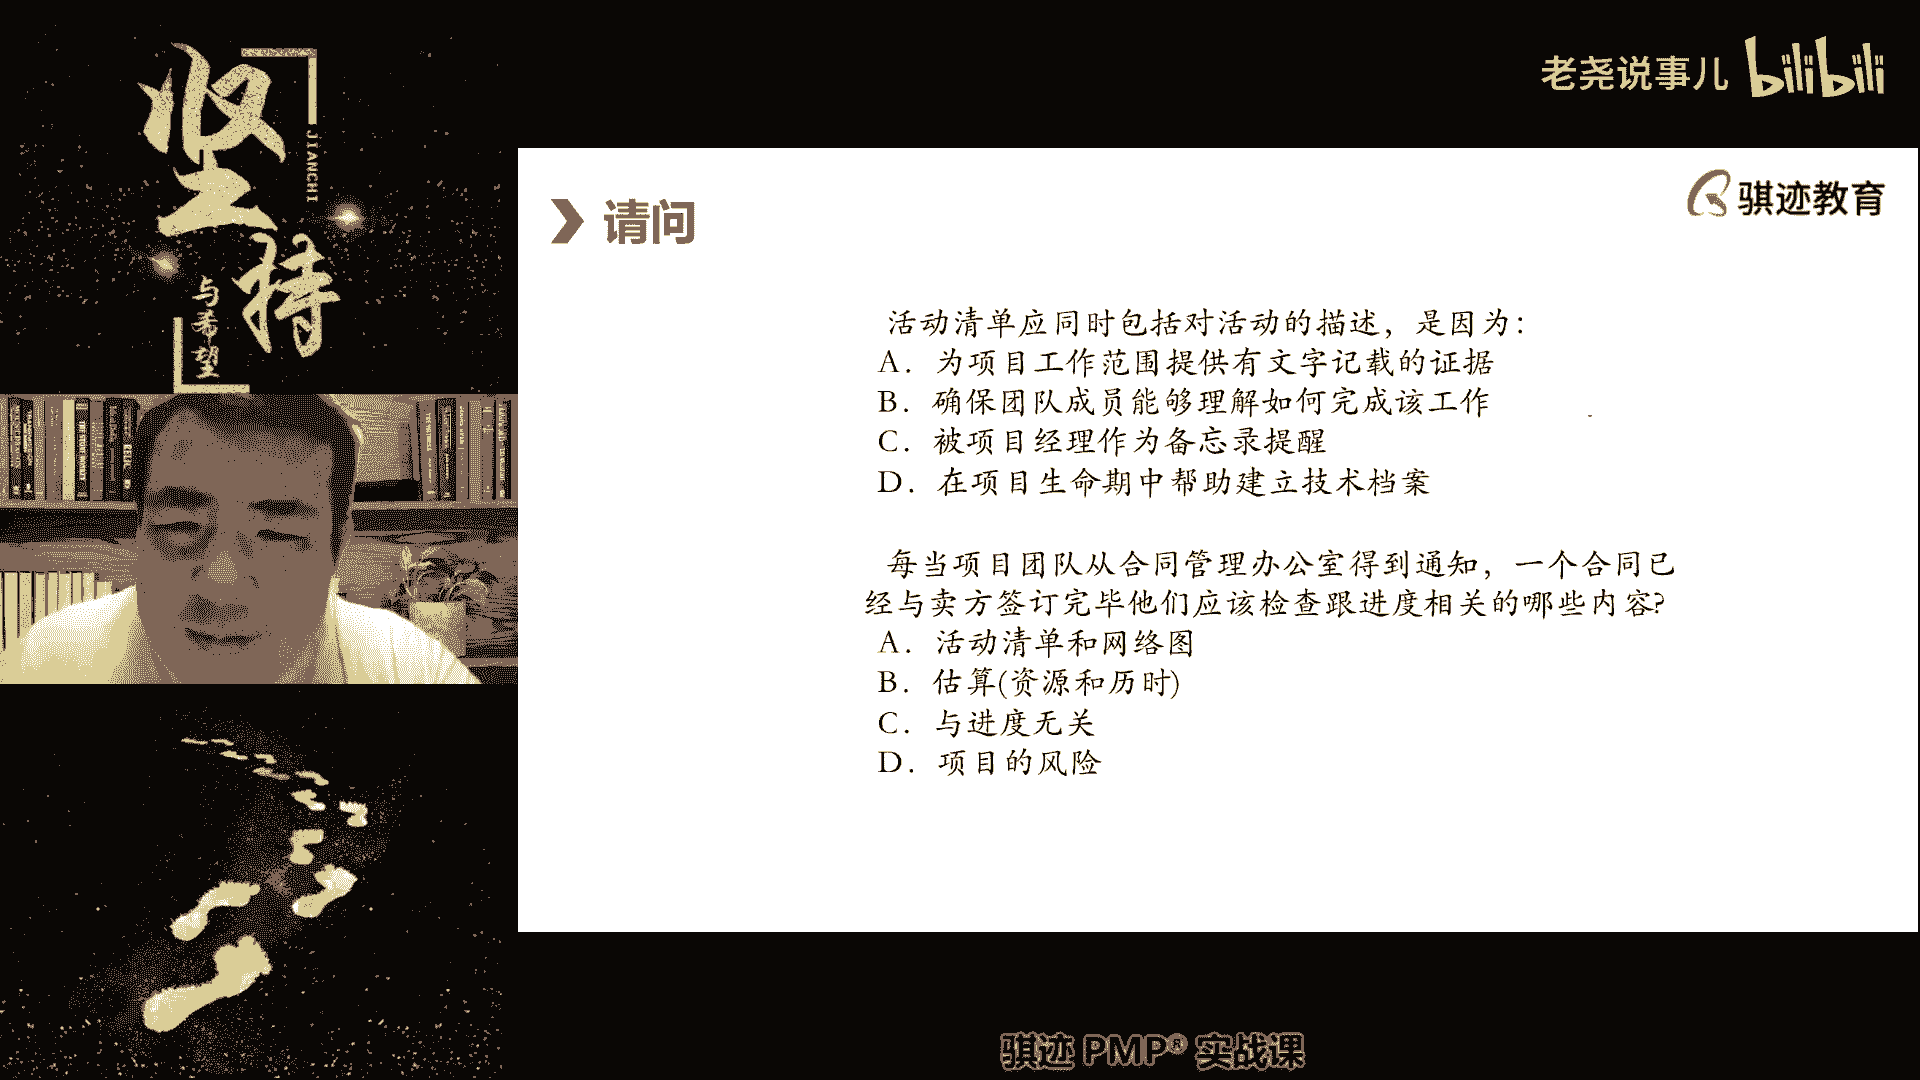 坚持
JIANCHI
与希望
老尧说事儿 bilibili
骐迹教育
请问
活动清单应同时包括对活动的描述，是因为：
A．为项目工作范围提供有文字记载的证据
B．确保团队成员能够理解如何完成该工作
C．被项目经理作为备忘录提醒
D．在项目生命期中帮助建立技术档案
每当项目团队从合同管理办公室得到通知，一个合同已
经与卖方签订完毕他们应该检查跟进度相关的哪些内容?
A．活动清单和网络图
B．估算(资源和历时)
C．与进度无关
D．项目的风险
骐迹 PMP® 实战课